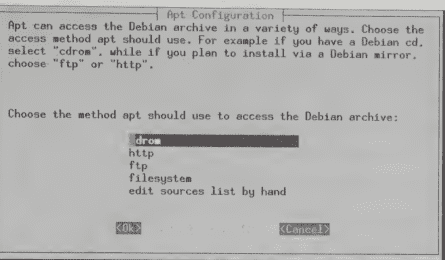 Apt Configuration
Apt can access the Debian archive in a variety of ways. Choose the
access method apt should use. For example if you have a Debian cd,
select "cdrom", while if you plan to install via a Debian mirror,
choose "ftp" or "http".
Choose the method apt should use to access the Debian archive:
drom
http
ftp
filesystem
edit sources list by hand
<Ok>
<Cancel>